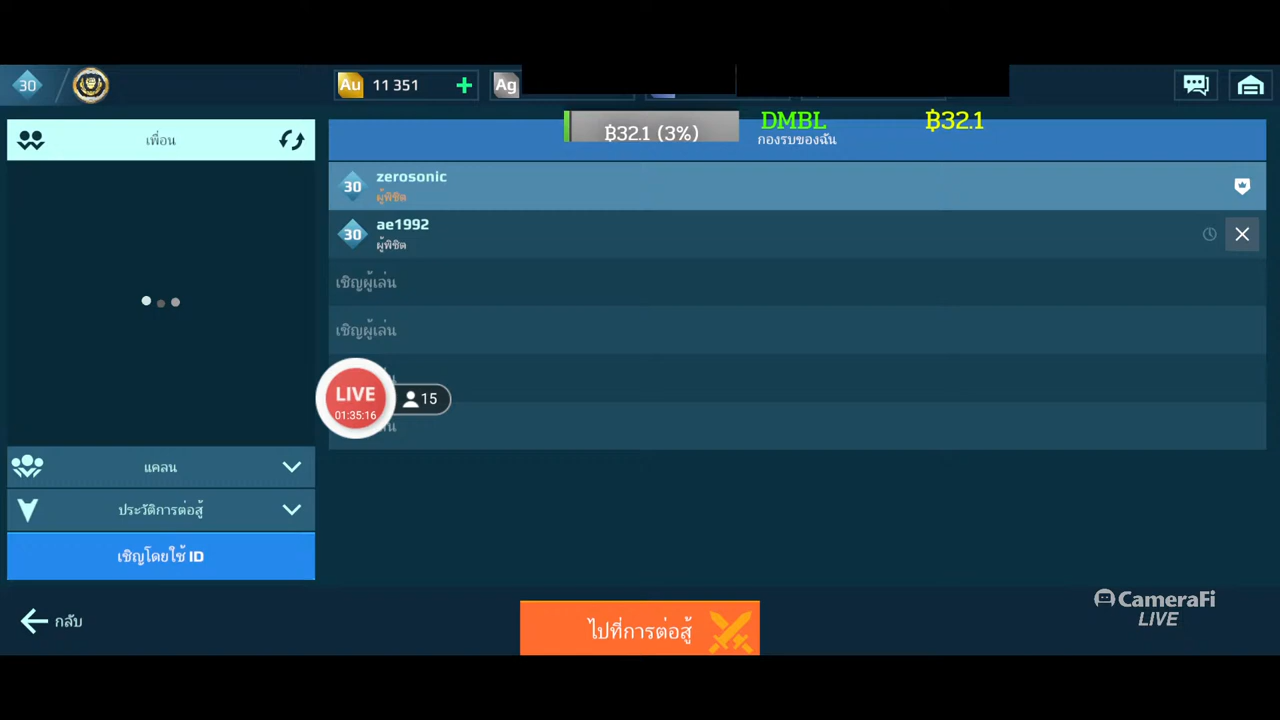 30
Au 11 351
Ag
฿32.1 (3%)
DMBL
฿32.1
เพื่อน
กองรบของฉัน
30
zerosonic
ผู้พิชิต
30
ae1992
ผู้พิชิต
เชิญผู้เล่น
เชิญผู้เล่น
LIVE
01:35:16
15
แคลน
ประวัติการต่อสู้
เชิญโดยใช้ ID
กลับ
ไปที่การต่อสู้
CameraFi
LIVE